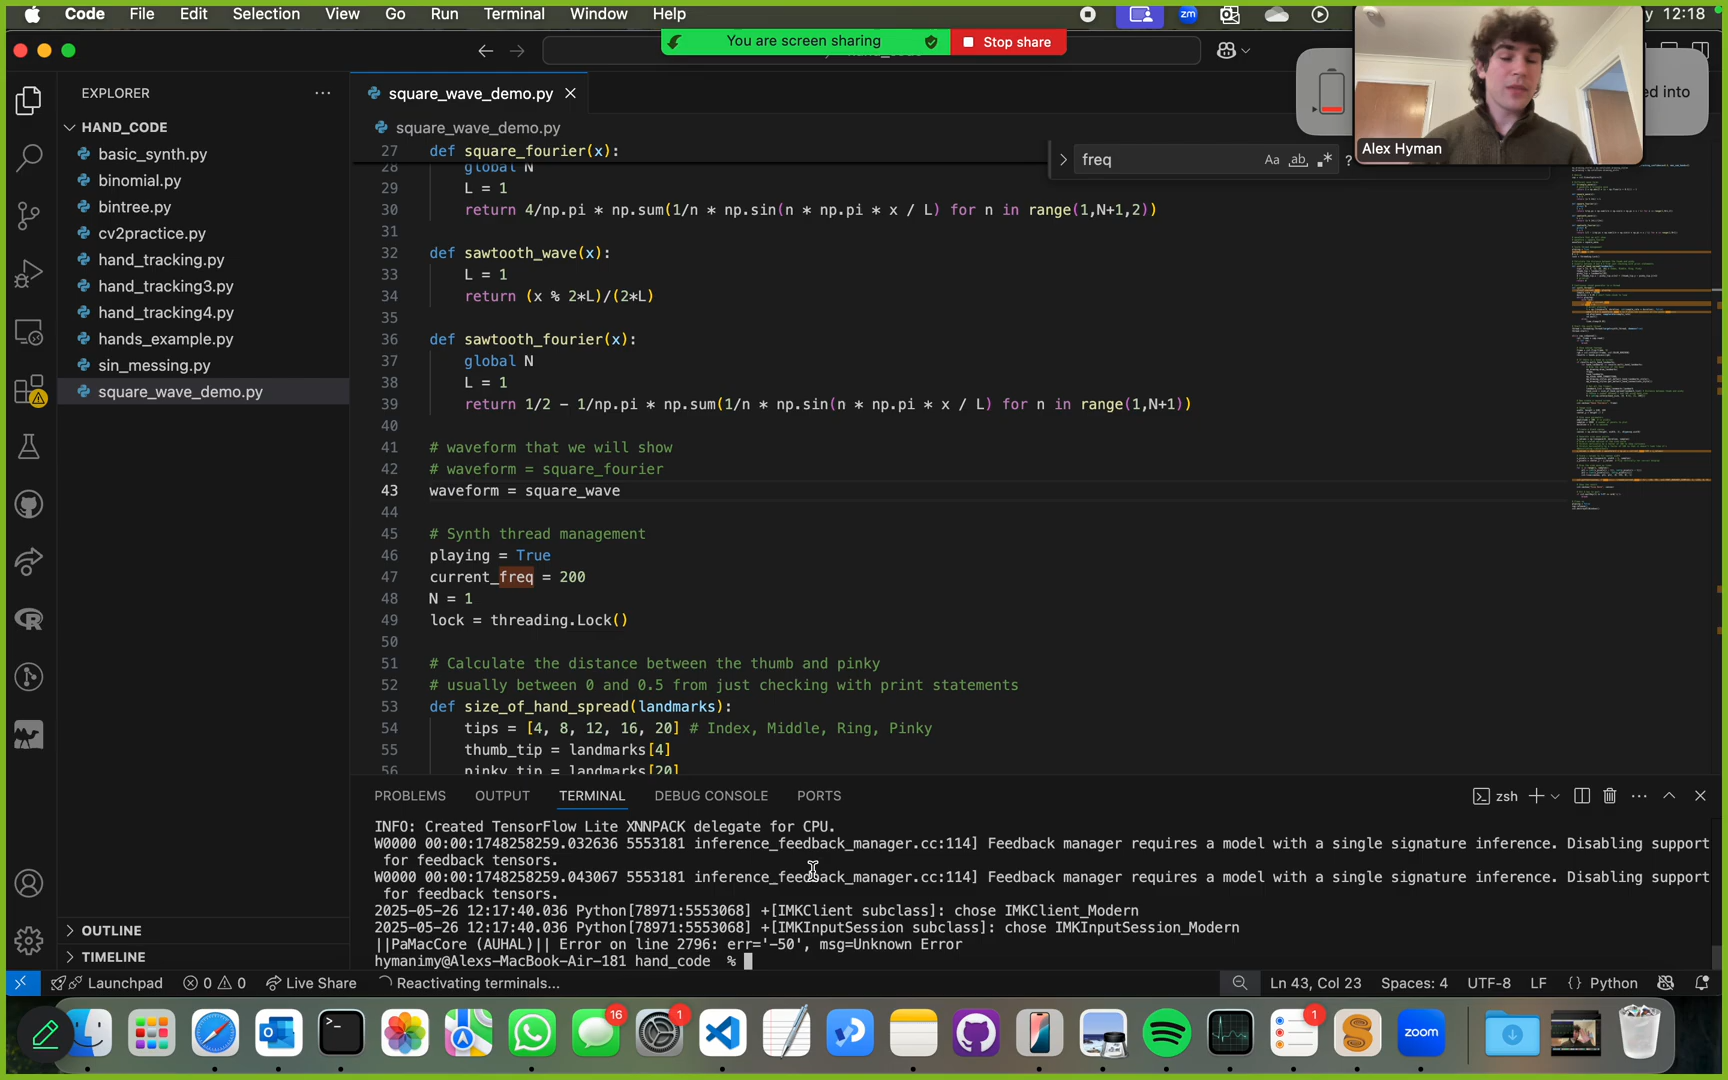 Code File Edit Selection View Go Run Terminal Window Help
zm
12:18
You are screen sharing
Stop share
ed into
Alex Hyman
EXPLORER
HAND_CODE
basic_synth.py
binomial.py
bintree.py
cv2practice.py
hand_tracking.py
hand_tracking3.py
hand_tracking4.py
hands_example.py
sin_messing.py
square_wave_demo.py
OUTLINE
TIMELINE
square_wave_demo.py
square_wave_demo.py
freq
Aa ab .* ?
27 def square_fourier(x):
28 global N
29 L = 1
30 return 4/np.pi * np.sum(1/n * np.sin(n * np.pi * x / L) for n in range(1,N+1,2))
31
32 def sawtooth_wave(x):
33 L = 1
34 return (x % 2*L)/(2*L)
35
36 def sawtooth_fourier(x):
37 global N
38 L = 1
39 return 1/2 - 1/np.pi * np.sum(1/n * np.sin(n * np.pi * x / L) for n in range(1,N+1))
40
41 # waveform that we will show
42 # waveform = square_fourier
43 waveform = square_wave
44
45 # Synth thread management
46 playing = True
47 current_freq = 200
48 N = 1
49 lock = threading.Lock()
50
51 # Calculate the distance between the thumb and pinky
52 # usually between 0 and 0.5 from just checking with print statements
53 def size_of_hand_spread(landmarks):
54 tips = [4, 8, 12, 16, 20] # Index, Middle, Ring, Pinky
55 thumb_tip = landmarks[4]
56 pinky_tip = landmarks[20]
PROBLEMS OUTPUT TERMINAL DEBUG CONSOLE PORTS
zsh
INFO: Created TensorFlow Lite XNNPACK delegate for CPU.
W0000 00:00:1748258259.032636 5553181 inference_feedback_manager.cc:114] Feedback manager requires a model with a single signature inference. Disabling support
for feedback tensors.
W0000 00:00:1748258259.043067 5553181 inference_feedback_manager.cc:114] Feedback manager requires a model with a single signature inference. Disabling support
for feedback tensors.
2025-05-26 12:17:40.036 Python[78971:5553068] +[IMKClient subclass]: chose IMKClient_Modern
2025-05-26 12:17:40.036 Python[78971:5553068] +[IMKInputSession subclass]: chose IMKInputSession_Modern
||PaMacCore (AUHAL)|| Error on line 2796: err='-50', msg=Unknown Error
hymanimy@Alexs-MacBook-Air-181 hand_code %
Launchpad 0 0 Live Share Reactivating terminals...
Ln 43, Col 23 Spaces: 4 UTF-8 LF {} Python
16
1
1
zoom